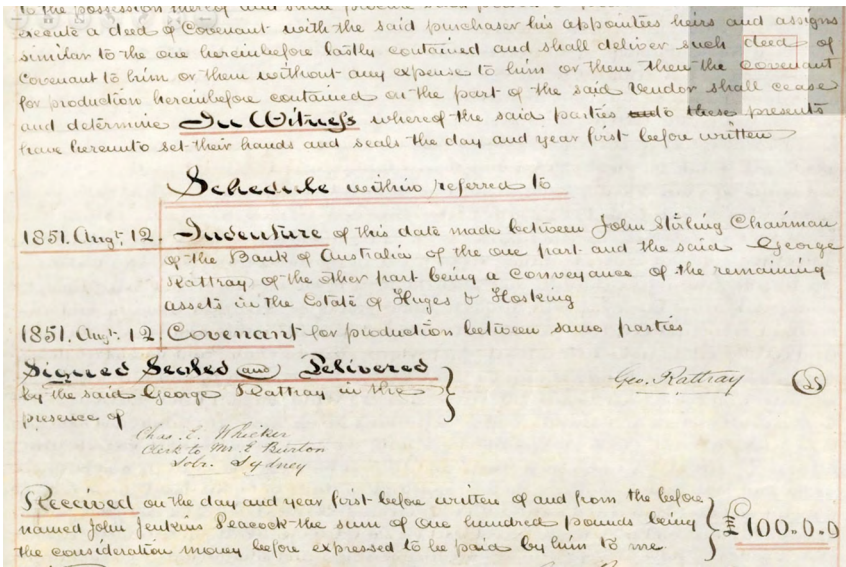 to the possession thereof and shall procure
execute a deed of Covenant with the said purchaser his appointees heirs and assigns
similar to the one hereinbefore lastly contained and shall deliver such deed of
Covenant to him or them without any expense to him or them then the covenant
for production hereinbefore contained on the part of the said Vendor shall cease
and determine In Witness whereof the said parties to these presents
have hereunto set their hands and seals the day and year first before written
Schedule within referred to
1851. Augt. 12. Indenture of this date made between John Stirling Chairman
of the Bank of Australia of the one part and the said George
Rattray of the other part being a conveyance of the remaining
assets in the Estate of Huges & Hosking
1851. Augt. 12 Covenant for production between same parties
Signed Sealed and Delivered
by the said George Rattray in the
presence of
Geo. Rattray LS
Chas. E. Whicker
Clerk to Mr. E Burton
Solr. Sydney
Received on the day and year first before written of and from the before
named John Jenkins Peacock the sum of One hundred pounds being
the consideration money before expressed to be paid by him to me.
£100.0.0